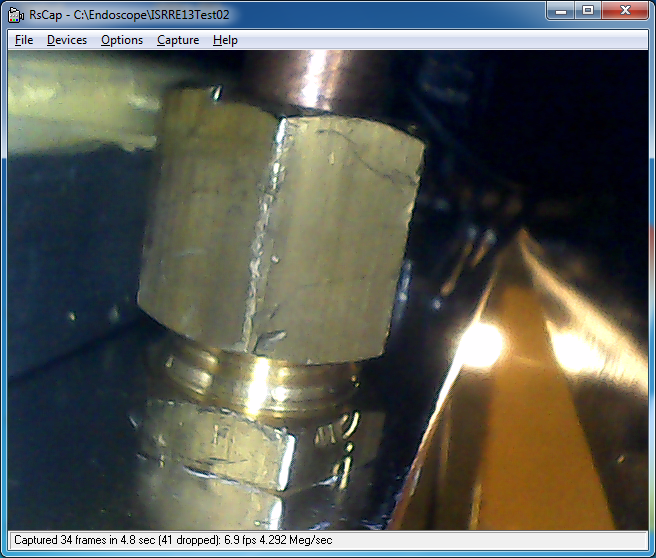 RsCap - C:\Endoscope\ISRRE13Test02
File Devices Options Capture Help
Captured 34 frames in 4.8 sec (41 dropped): 6.9 fps 4.292 Meg/sec